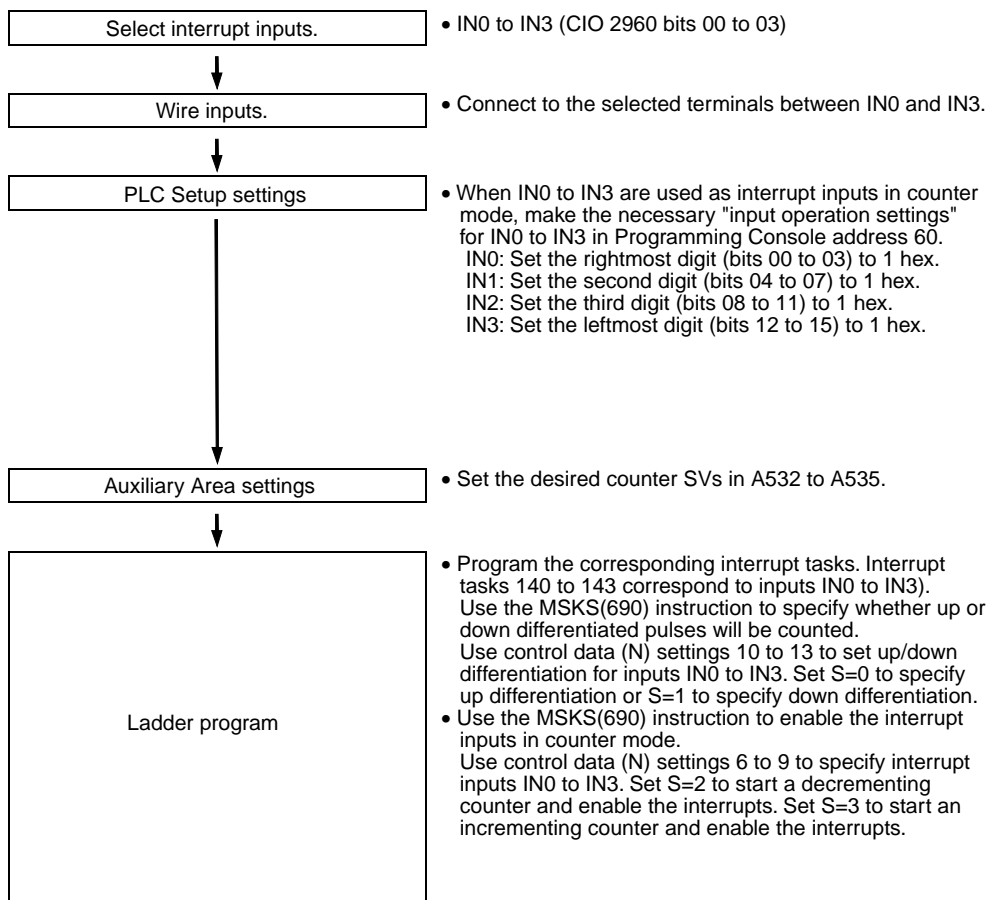 Select interrupt inputs.
• IN0 to IN3 (CIO 2960 bits 00 to 03)
Wire inputs.
• Connect to the selected terminals between IN0 and IN3.
PLC Setup settings
• When IN0 to IN3 are used as interrupt inputs in counter
mode, make the necessary "input operation settings"
for IN0 to IN3 in Programming Console address 60.
IN0: Set the rightmost digit (bits 00 to 03) to 1 hex.
IN1: Set the second digit (bits 04 to 07) to 1 hex.
IN2: Set the third digit (bits 08 to 11) to 1 hex.
IN3: Set the leftmost digit (bits 12 to 15) to 1 hex.
Auxiliary Area settings
• Set the desired counter SVs in A532 to A535.
Ladder program
• Program the corresponding interrupt tasks. Interrupt
tasks 140 to 143 correspond to inputs IN0 to IN3).
Use the MSKS(690) instruction to specify whether up or
down differentiated pulses will be counted.
Use control data (N) settings 10 to 13 to set up/down
differentiation for inputs IN0 to IN3. Set S=0 to specify
up differentiation or S=1 to specify down differentiation.
• Use the MSKS(690) instruction to enable the interrupt
inputs in counter mode.
Use control data (N) settings 6 to 9 to specify interrupt
inputs IN0 to IN3. Set S=2 to start a decrementing
counter and enable the interrupts. Set S=3 to start an
incrementing counter and enable the interrupts.